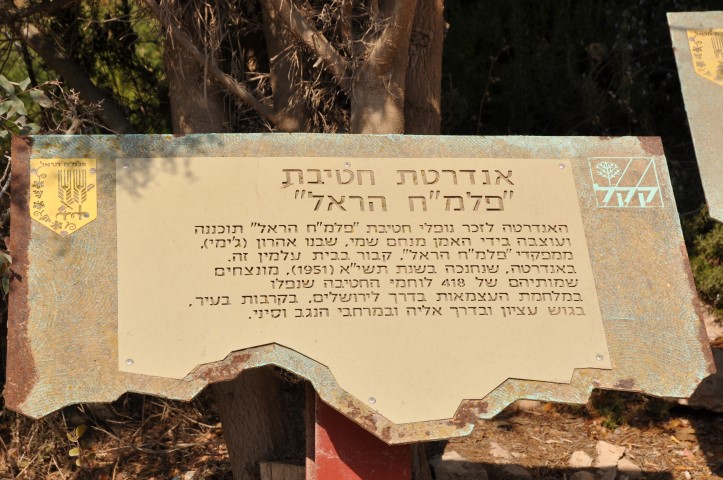 פלמ"ח הראל
קק"ל
אנדרטת חטיבת
"פלמ"ח הראל"
האנדרטה לזכר נופלי חטיבת "פלמ"ח הראל" תוכננה
ועוצבה בידי האמן מנחם שמי, שבנו אהרון (ג'ימי),
ממפקדי "פלמ"ח הראל", קבור בבית עלמין זה.
באנדרטה, שנחנכה בשנת תשי"א (1951), מונצחים
שמותיהם של 418 לוחמי החטיבה שנפלו
במלחמת העצמאות בדרך לירושלים, בקרבות בעיר,
בגוש עציון ובדרך אליה ובמרחבי הנגב וסיני.